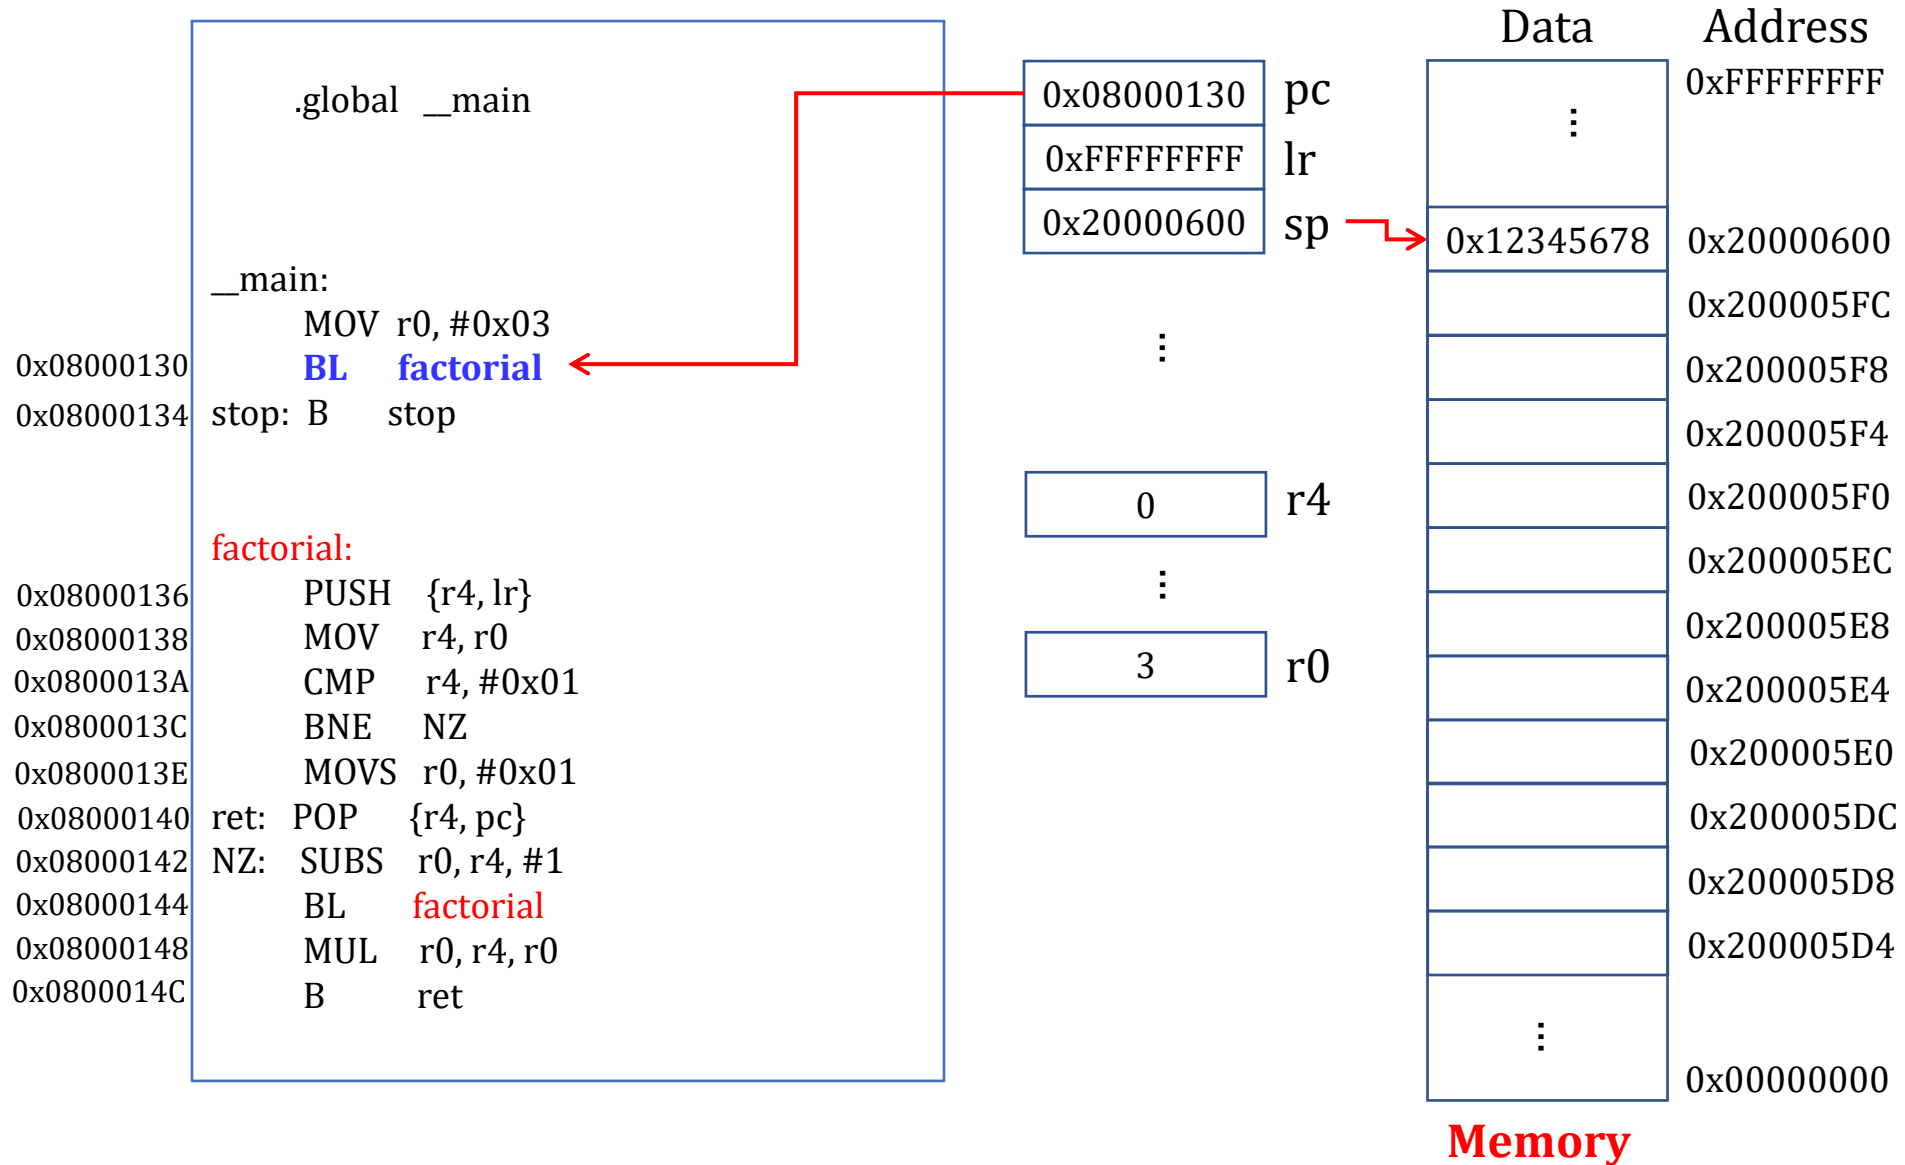 .global __main
__main:
MOV r0, #0x03
0x08000130 BL factorial
0x08000134 stop: B stop
factorial:
0x08000136 PUSH {r4, lr}
0x08000138 MOV r4, r0
0x0800013A CMP r4, #0x01
0x0800013C BNE NZ
0x0800013E MOVS r0, #0x01
0x08000140 ret: POP {r4, pc}
0x08000142 NZ: SUBS r0, r4, #1
0x08000144 BL factorial
0x08000148 MUL r0, r4, r0
0x0800014C B ret
0x08000130 pc
0xFFFFFFFF lr
0x20000600 sp
...
0 r4
...
3 r0
Data Address
0xFFFFFFFF
...
0x12345678 0x20000600
0x200005FC
0x200005F8
0x200005F4
0x200005F0
0x200005EC
0x200005E8
0x200005E4
0x200005E0
0x200005DC
0x200005D8
0x200005D4
...
0x00000000
Memory